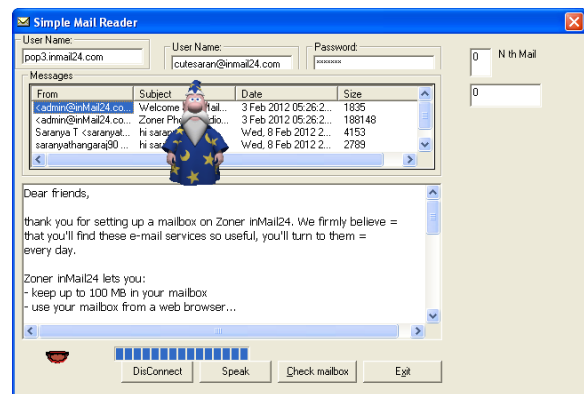 Simple Mail Reader
User Name:
pop3.inmail24.com
User Name:
cutesaran@inmail24.com
Password:
xxxxxxx
0
N th Mail
0
Messages
From Subject Date Size
<admin@inMail24.co... Welcome ail... 3 Feb 2012 05:26:2... 1835
<admin@inMail24.co... Zoner Ph dio... 3 Feb 2012 05:26:2... 188148
Saranya T <saranyat... hi saran Wed, 8 Feb 2012 2... 4153
saranyathangaraj90 ... hi sar Wed, 8 Feb 2012 2... 2789
Dear friends,
thank you for setting up a mailbox on Zoner inMail24. We firmly believe =
that you'll find these e-mail services so useful, you'll turn to them =
every day.
Zoner inMail24 lets you:
- keep up to 100 MB in your mailbox
- use your mailbox from a web browser...
DisConnect
Speak
Check mailbox
Exit